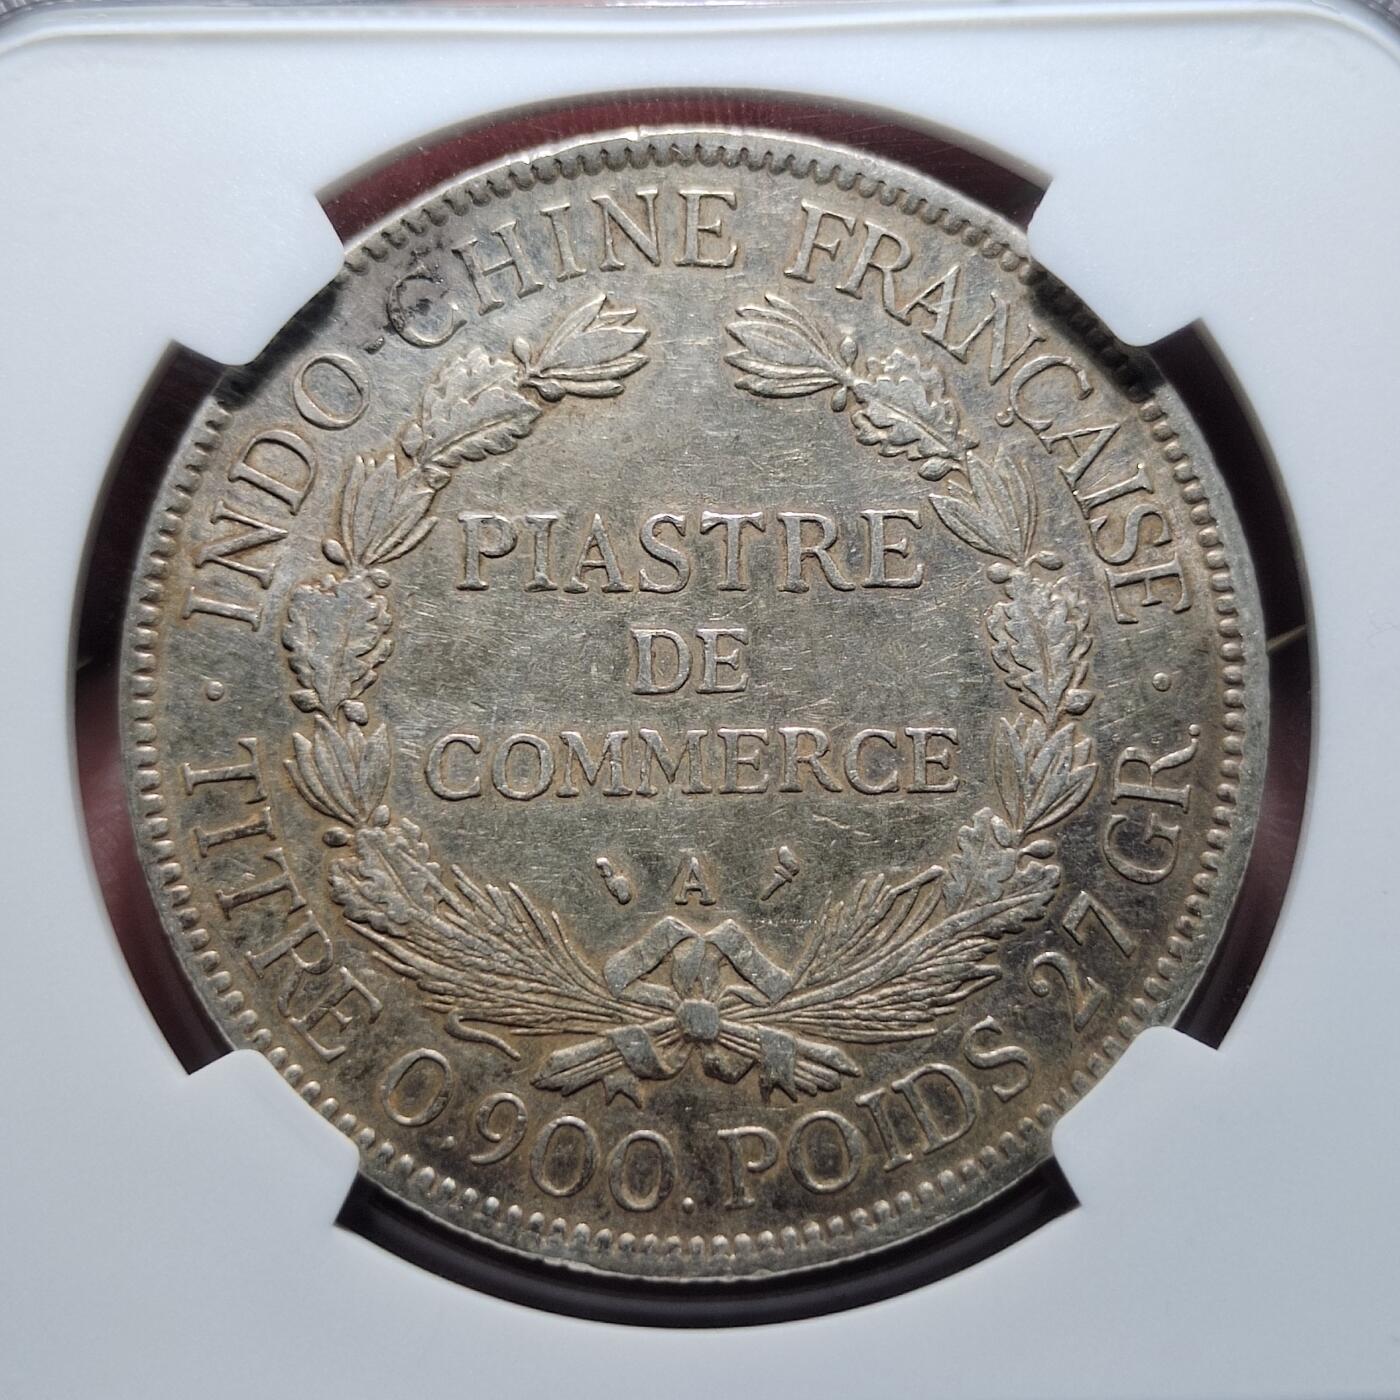 INDO-CHINE FRANÇAISE
PIASTRE
DE
COMMERCE
A
· TITRE 0.900. POIDS 27 GR. ·